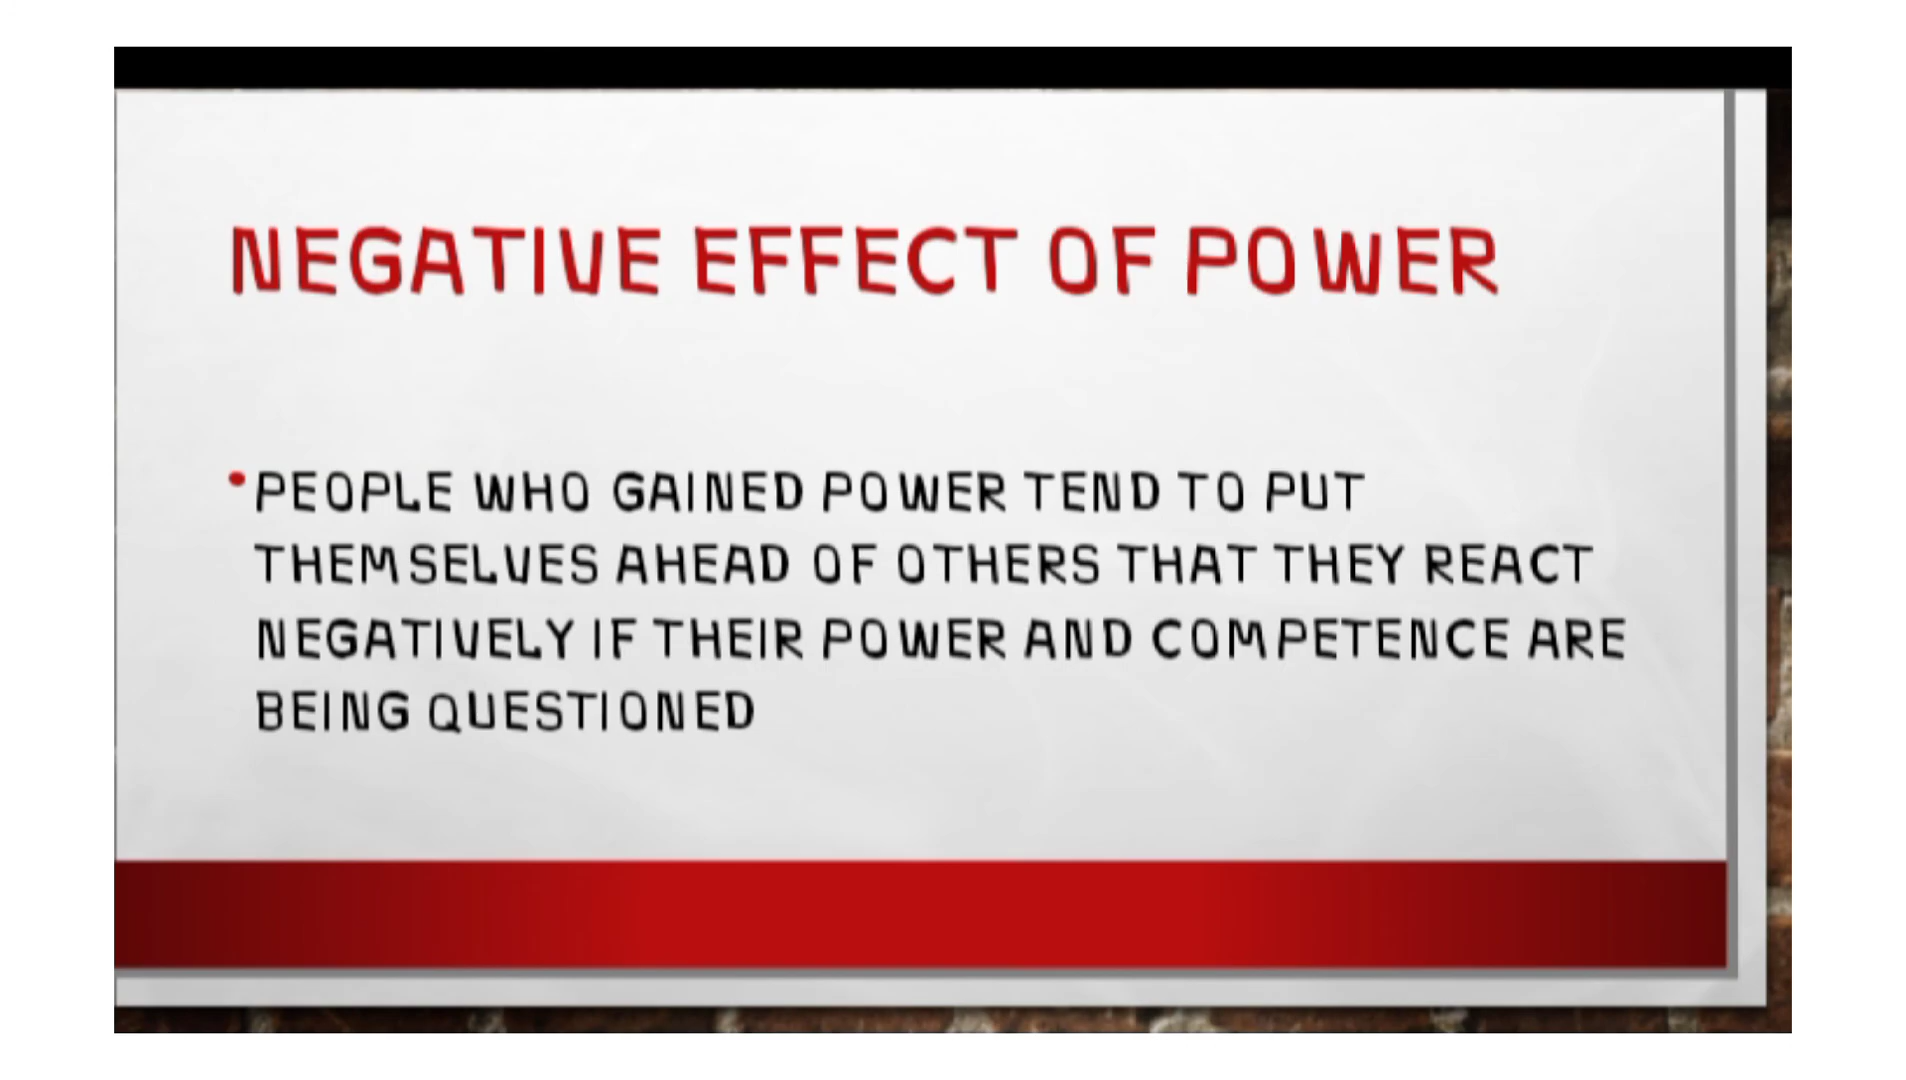 NEGATIVE EFFECT OF POWER
• PEOPLE WHO GAINED POWER TEND TO PUT
THEMSELVES AHEAD OF OTHERS THAT THEY REACT
NEGATIVELY IF THEIR POWER AND COMPETENCE ARE
BEING QUESTIONED